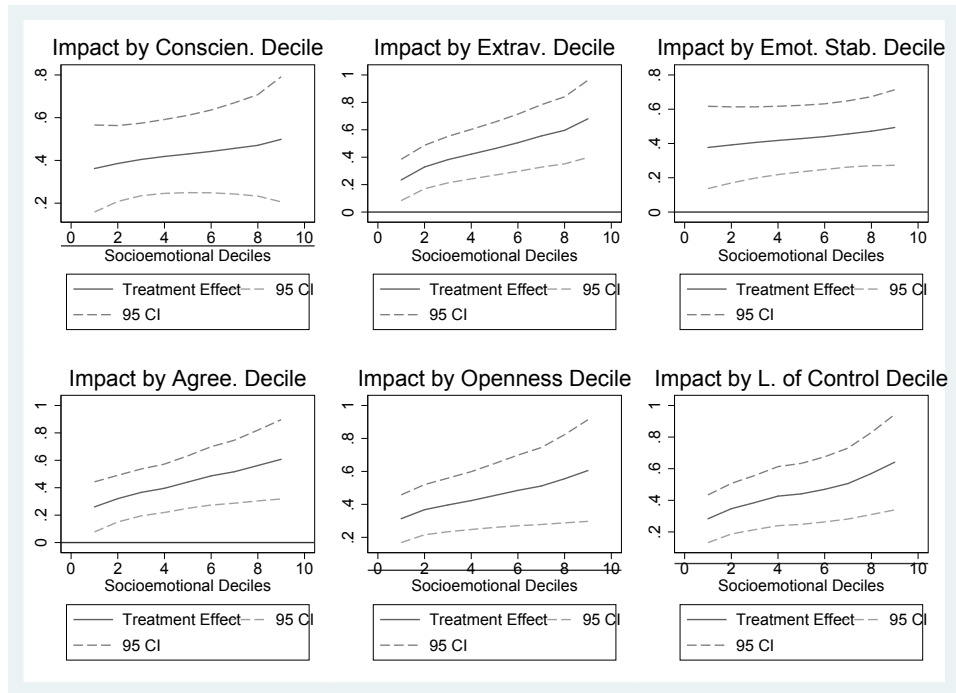 Impact by Conscien. Decile
.8
.6
.4
.2
0 2 4 6 8 10
Socioemotional Deciles
Treatment Effect 95 CI
95 CI
Impact by Extrav. Decile
1
.8
.6
.4
.2
0
0 2 4 6 8 10
Socioemotional Deciles
Treatment Effect 95 CI
95 CI
Impact by Emot. Stab. Decile
.8
.6
.4
.2
0
0 2 4 6 8 10
Socioemotional Deciles
Treatment Effect 95 CI
95 CI
Impact by Agree. Decile
1
.8
.6
.4
.2
0
0 2 4 6 8 10
Socioemotional Deciles
Treatment Effect 95 CI
95 CI
Impact by Openness Decile
1
.8
.6
.4
.2
0 2 4 6 8 10
Socioemotional Deciles
Treatment Effect 95 CI
95 CI
Impact by L. of Control Decile
1
.8
.6
.4
.2
0 2 4 6 8 10
Socioemotional Deciles
Treatment Effect 95 CI
95 CI